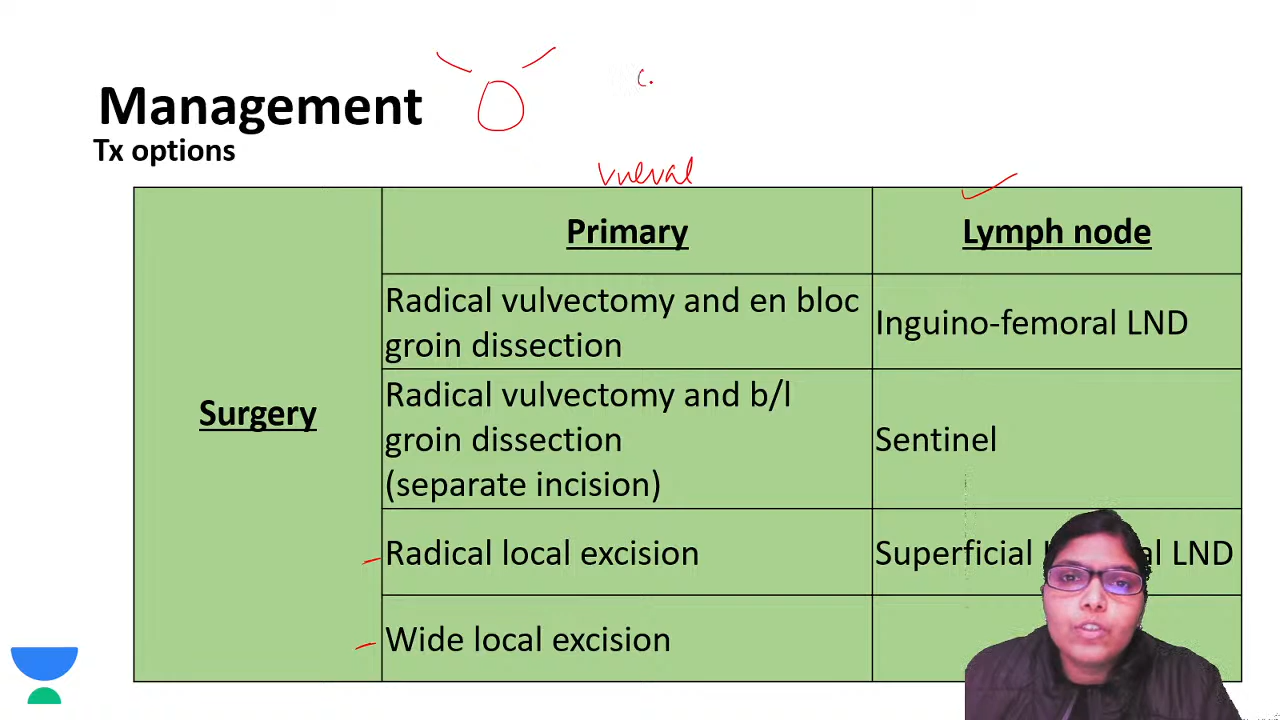 Management
Tx options
vulval
Primary
Lymph node
Radical vulvectomy and en bloc
groin dissection
Inguino-femoral LND
Surgery
Radical vulvectomy and b/l
groin dissection
(separate incision)
Sentinel
Radical local excision
Superficial LND
Wide local excision